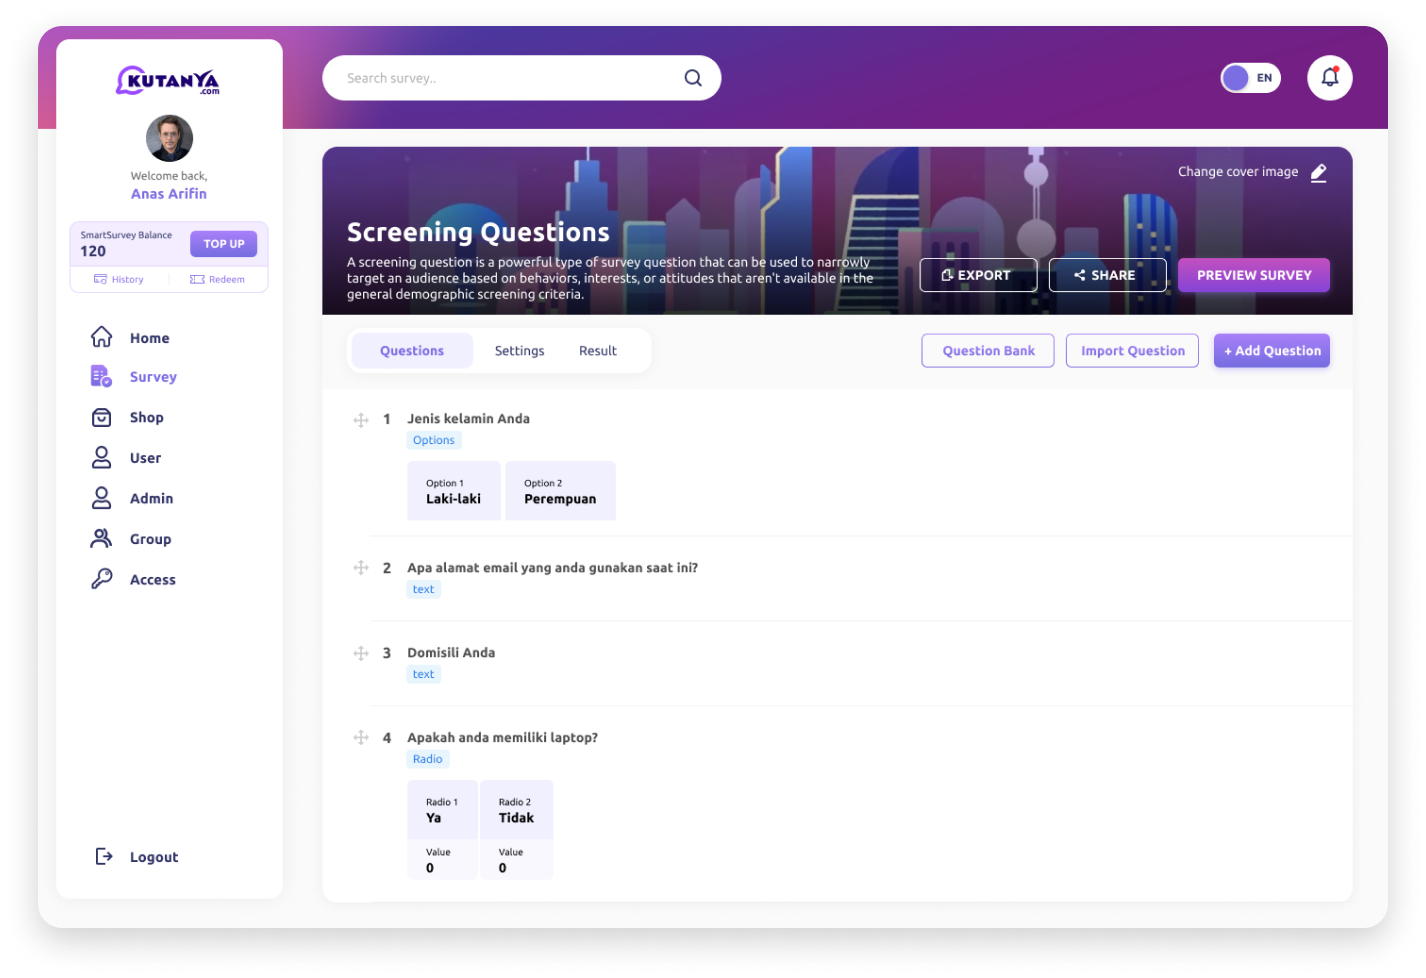 KUTANYA
.com
Search survey..
EN
Welcome back,
Anas Arifin
SmartSurvey Balance
120
TOP UP
History
Redeem
Home
Survey
Shop
User
Admin
Group
Access
Logout
Change cover image
Screening Questions
A screening question is a powerful type of survey question that can be used to narrowly
target an audience based on behaviors, interests, or attitudes that aren't available in the
general demographic screening criteria.
EXPORT
SHARE
PREVIEW SURVEY
Questions
Settings
Result
Question Bank
Import Question
+ Add Question
1 Jenis kelamin Anda
Options
Option 1
Laki-laki
Option 2
Perempuan
2 Apa alamat email yang anda gunakan saat ini?
text
3 Domisili Anda
text
4 Apakah anda memiliki laptop?
Radio
Radio 1
Ya
Radio 2
Tidak
Value
0
Value
0